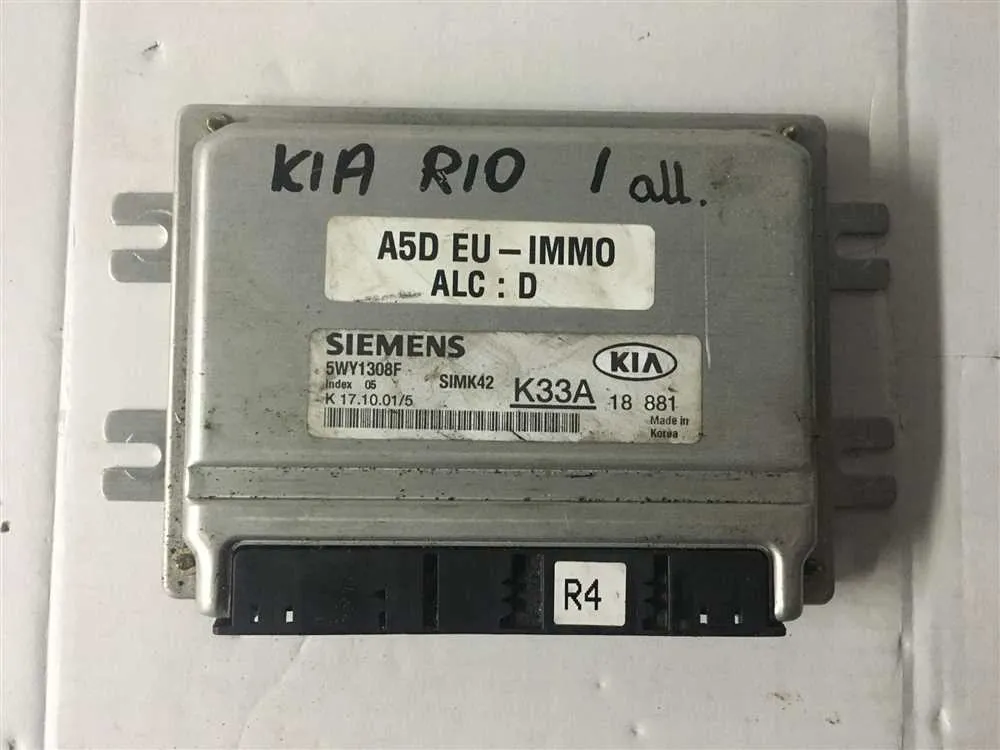 KIA RIO 1 all.
A5D EU – IMMO
ALC : D
SIEMENS
5WY1308F
Index 05
SIMK42
K33A
KIA
18 881
K 17.10.01/5
Made in
Korea
R4